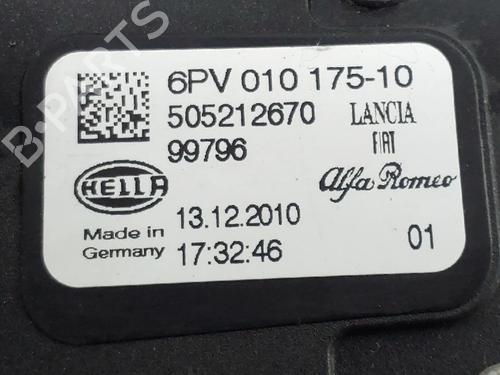 B-PARTS
6PV 010 175-10
505212670
LANCIA
99796
FIAT
HELLA
Alfa Romeo
13.12.2010
Made in
Germany
17:32:46
01